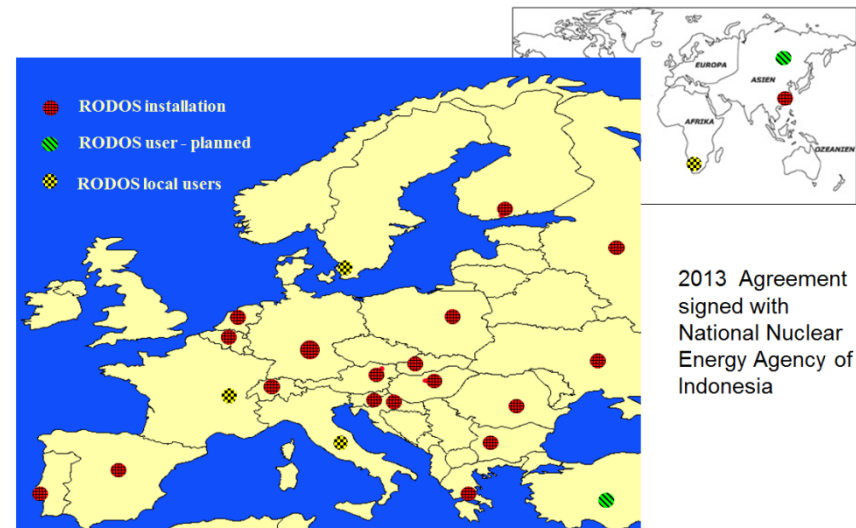 RODOS installation
RODOS user - planned
RODOS local users
EUROPA
ASIEN
AFRIKA
OZEANIEN
2013 Agreement
signed with
National Nuclear
Energy Agency of
Indonesia